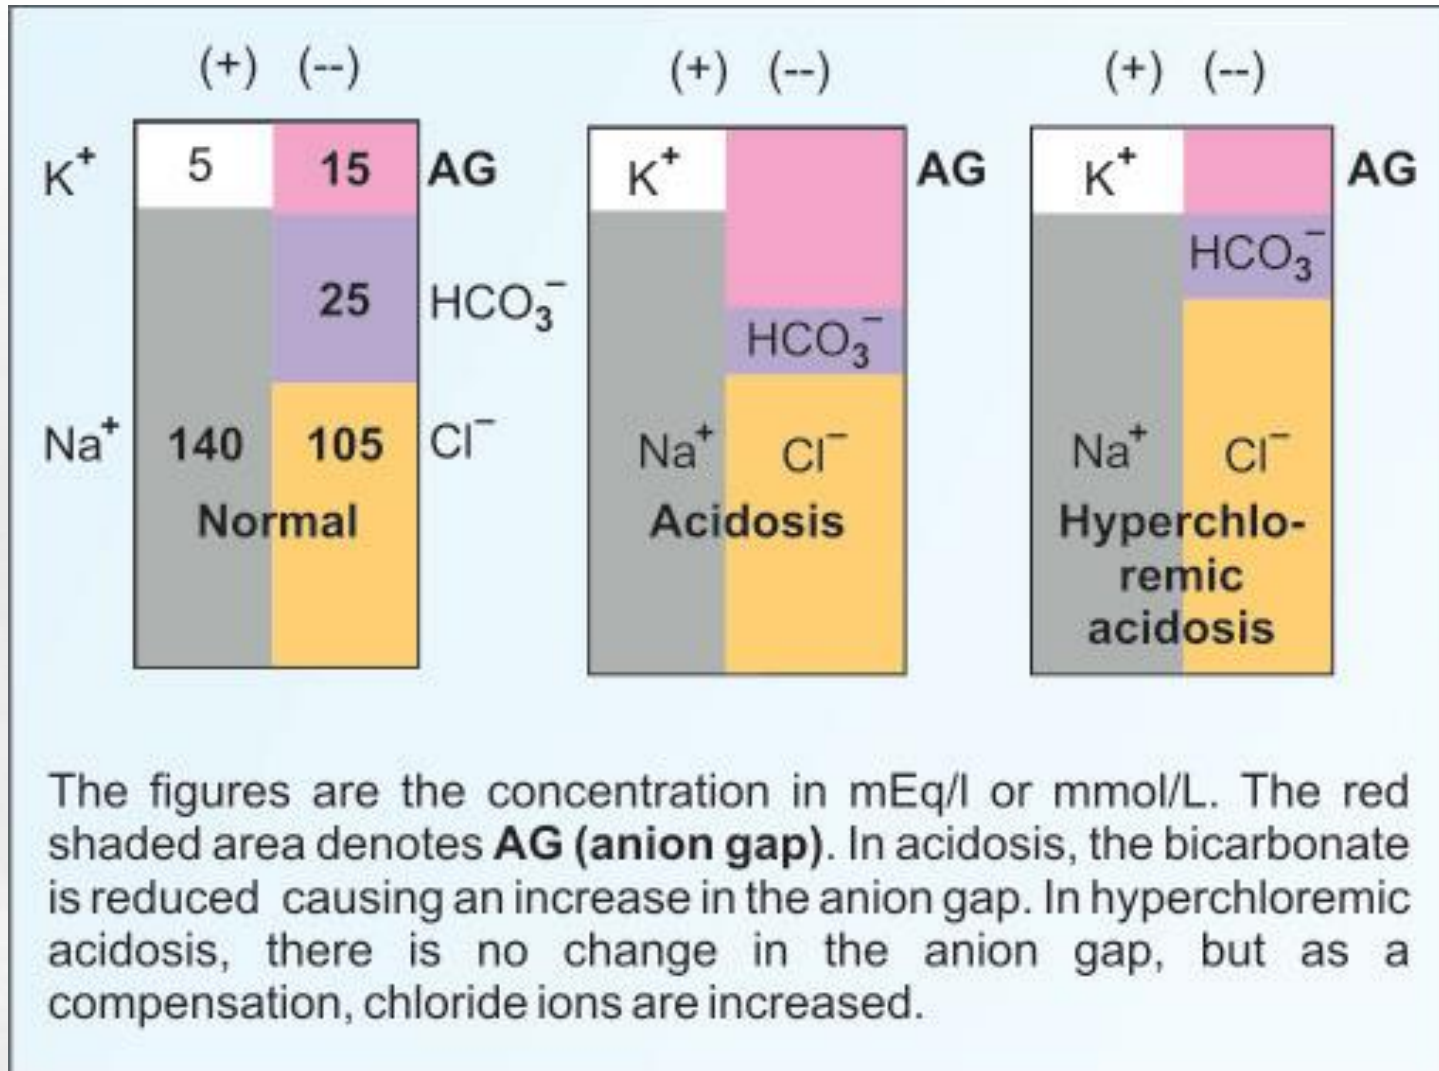 (+) (--) (+) (--) (+) (--)
K⁺ 5 15 AG K⁺ AG K⁺ AG
HCO₃⁻
25 HCO₃⁻
HCO₃⁻
Na⁺ 140 105 Cl⁻ Na⁺ Cl⁻ Na⁺ Cl⁻
Normal Acidosis Hyperchlo-
remic
acidosis
The figures are the concentration in mEq/l or mmol/L. The red
shaded area denotes AG (anion gap). In acidosis, the bicarbonate
is reduced causing an increase in the anion gap. In hyperchloremic
acidosis, there is no change in the anion gap, but as a
compensation, chloride ions are increased.